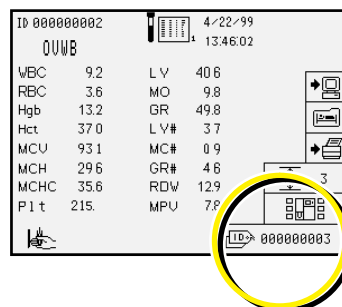 ID 000000002
4/22/99
1 13:46:02
OUWB
WBC 9.2 LY 40 6
RBC 3.6 MO 9.8
Hgb 13.2 GR 49.8
Hct 37 0 LY# 3 7
MCV 93 1 MC# 0 9
MCH 29 6 GR# 4 6
MCHC 35.6 RDW 12.9
3
Plt 215. MPV 7.8
ID 000000003